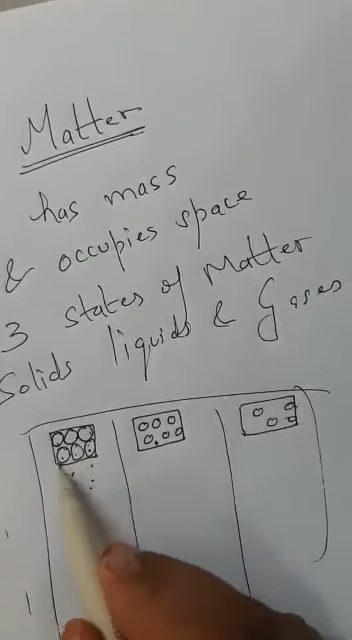 Matter
has mass
& occupies space
3 states of Matter
Solids liquids & Gases